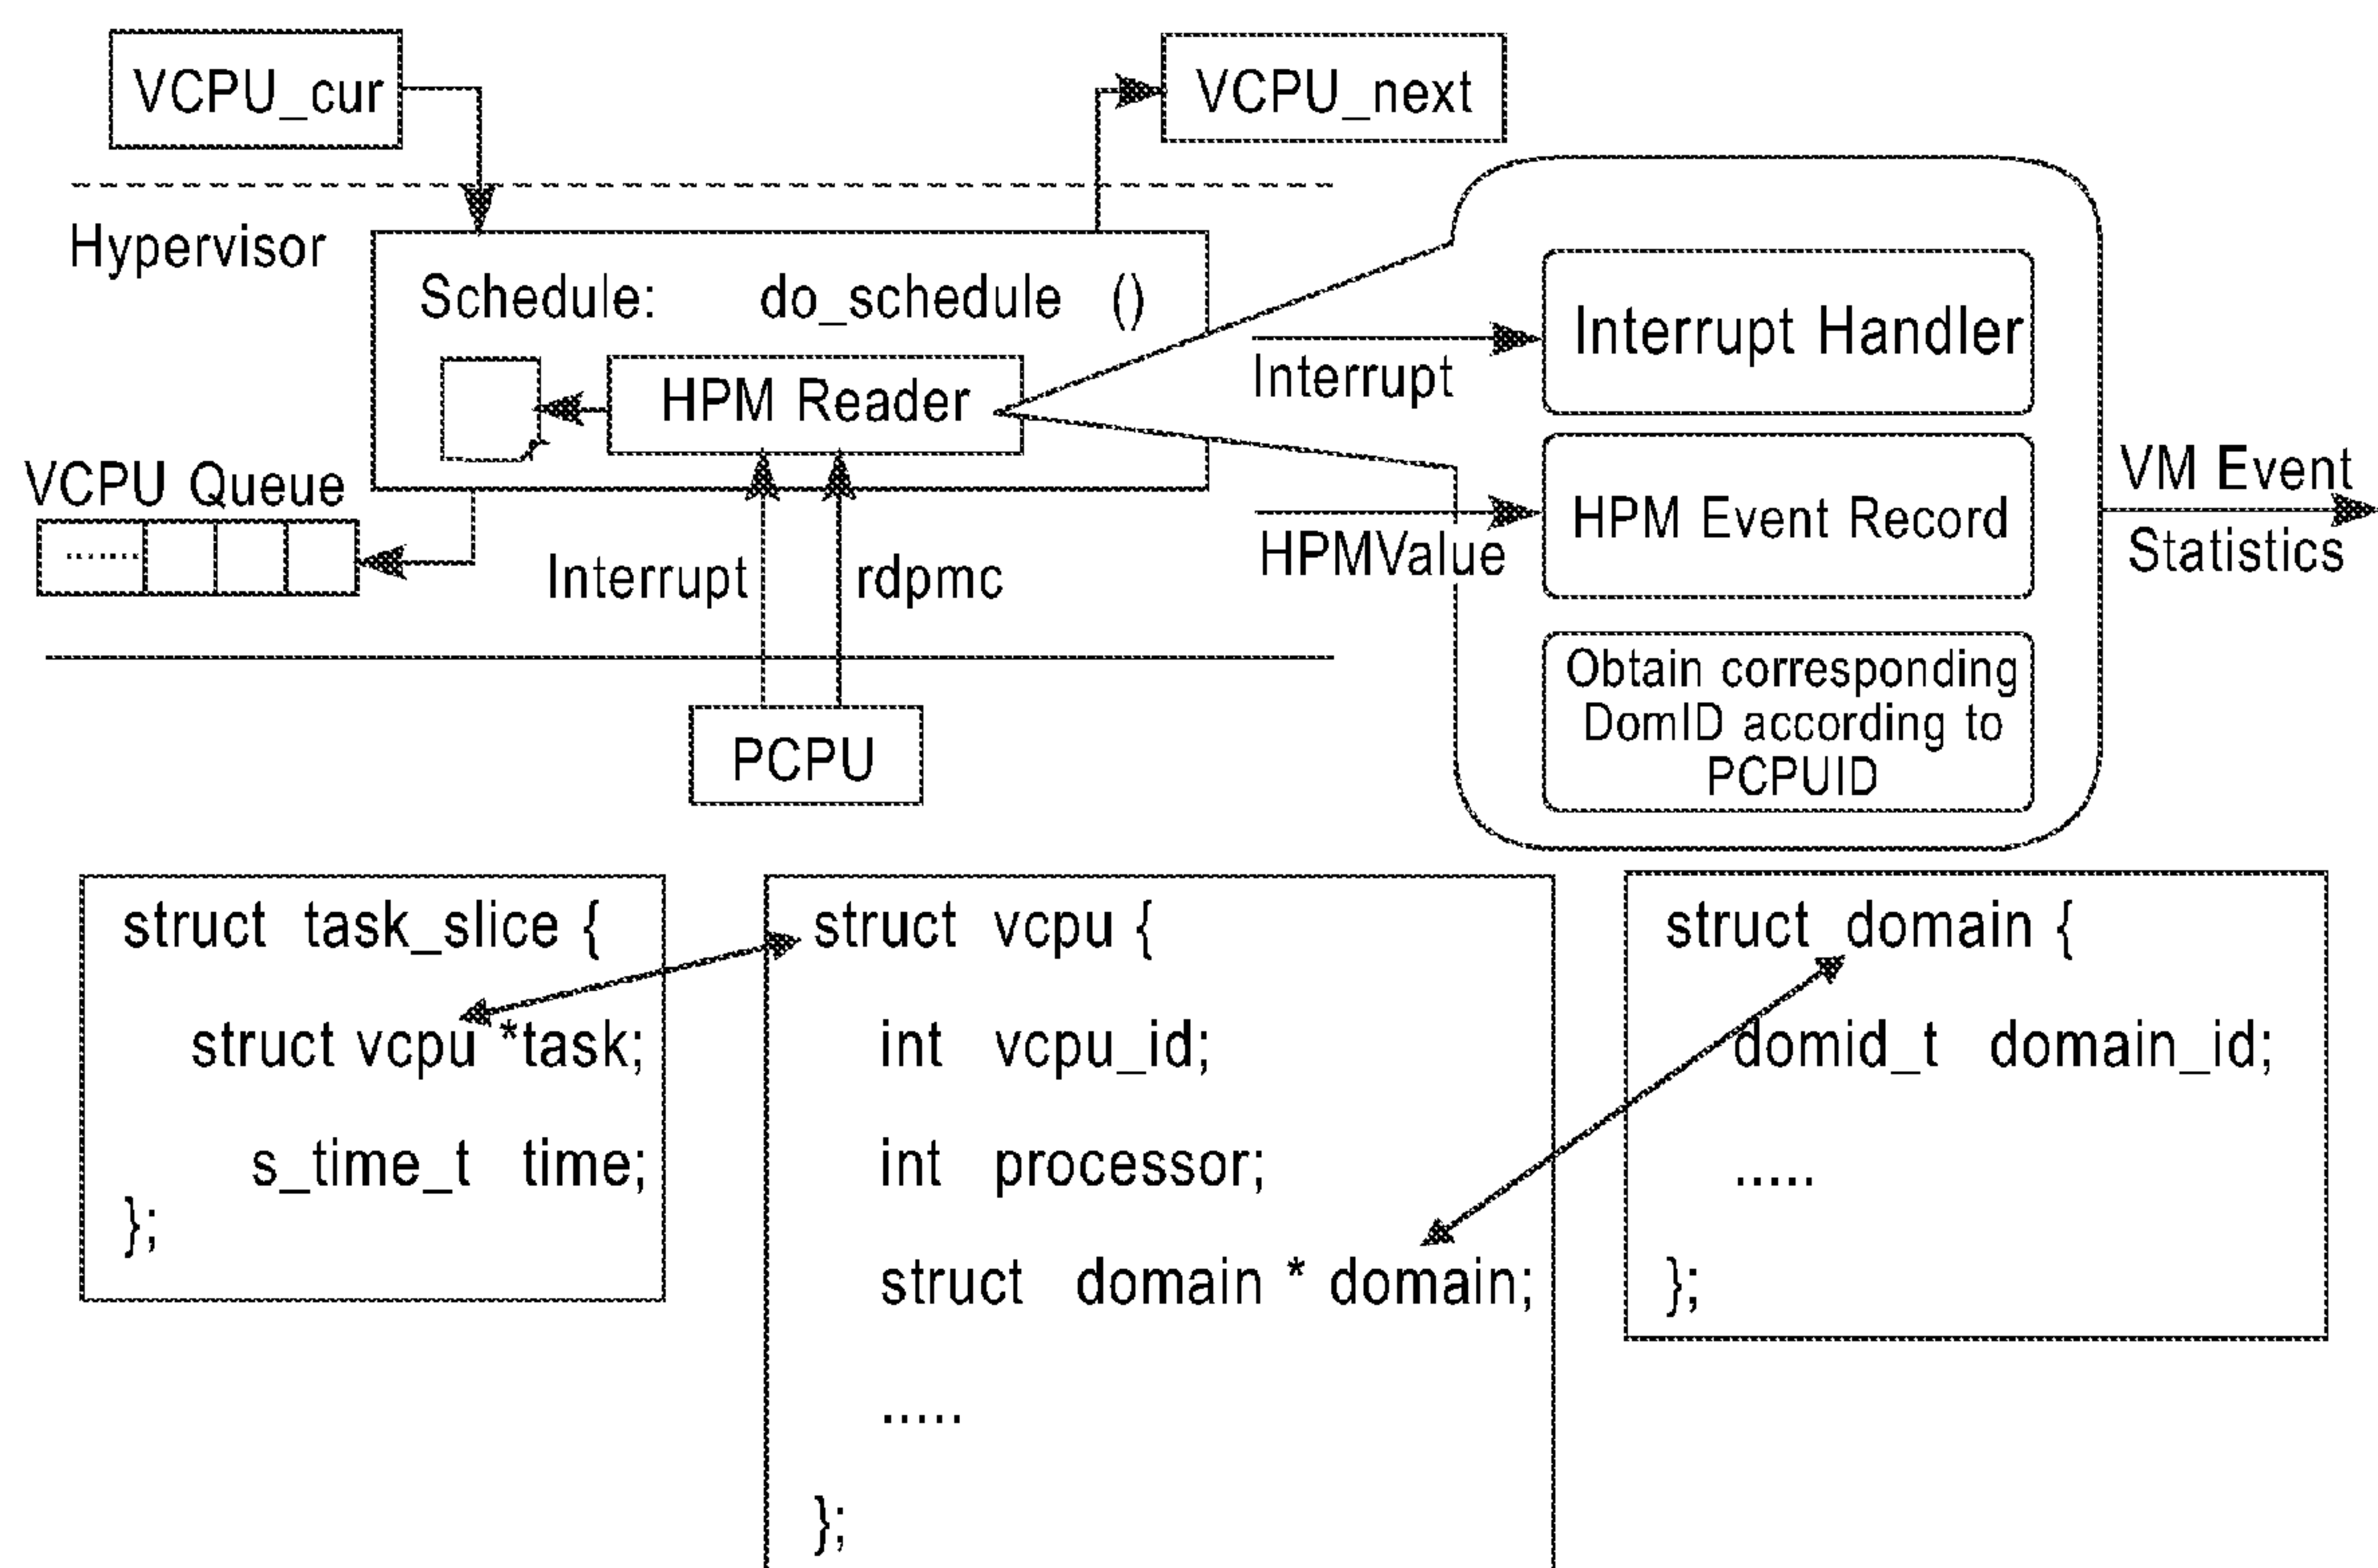 VCPU_cur
VCPU_next
Hypervisor
Schedule: do_schedule ()
HPM Reader
VCPU Queue
......
Interrupt
rdpmc
PCPU
Interrupt
HPMValue
Interrupt Handler
HPM Event Record
Obtain corresponding
DomID according to
PCPUID
VM Event
Statistics
struct task_slice {
struct vcpu *task;
s_time_t time;
};
struct vcpu {
int vcpu_id;
int processor;
struct domain * domain;
.....
};
struct domain {
domid_t domain_id;
.....
};